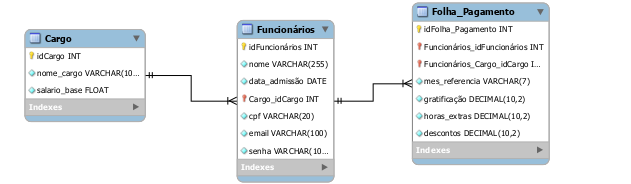 Cargo
idCargo INT
nome_cargo VARCHAR(10...
salario_base FLOAT
Indexes
Funcionários
idFuncionários INT
nome VARCHAR(255)
data_admissão DATE
Cargo_idCargo INT
cpf VARCHAR(20)
email VARCHAR(100)
senha VARCHAR(10...
Indexes
Folha_Pagamento
idFolha_Pagamento INT
Funcionários_idFuncionários INT
Funcionários_Cargo_idCargo I...
mes_referencia VARCHAR(7)
gratificação DECIMAL(10,2)
horas_extras DECIMAL(10,2)
descontos DECIMAL(10,2)
Indexes